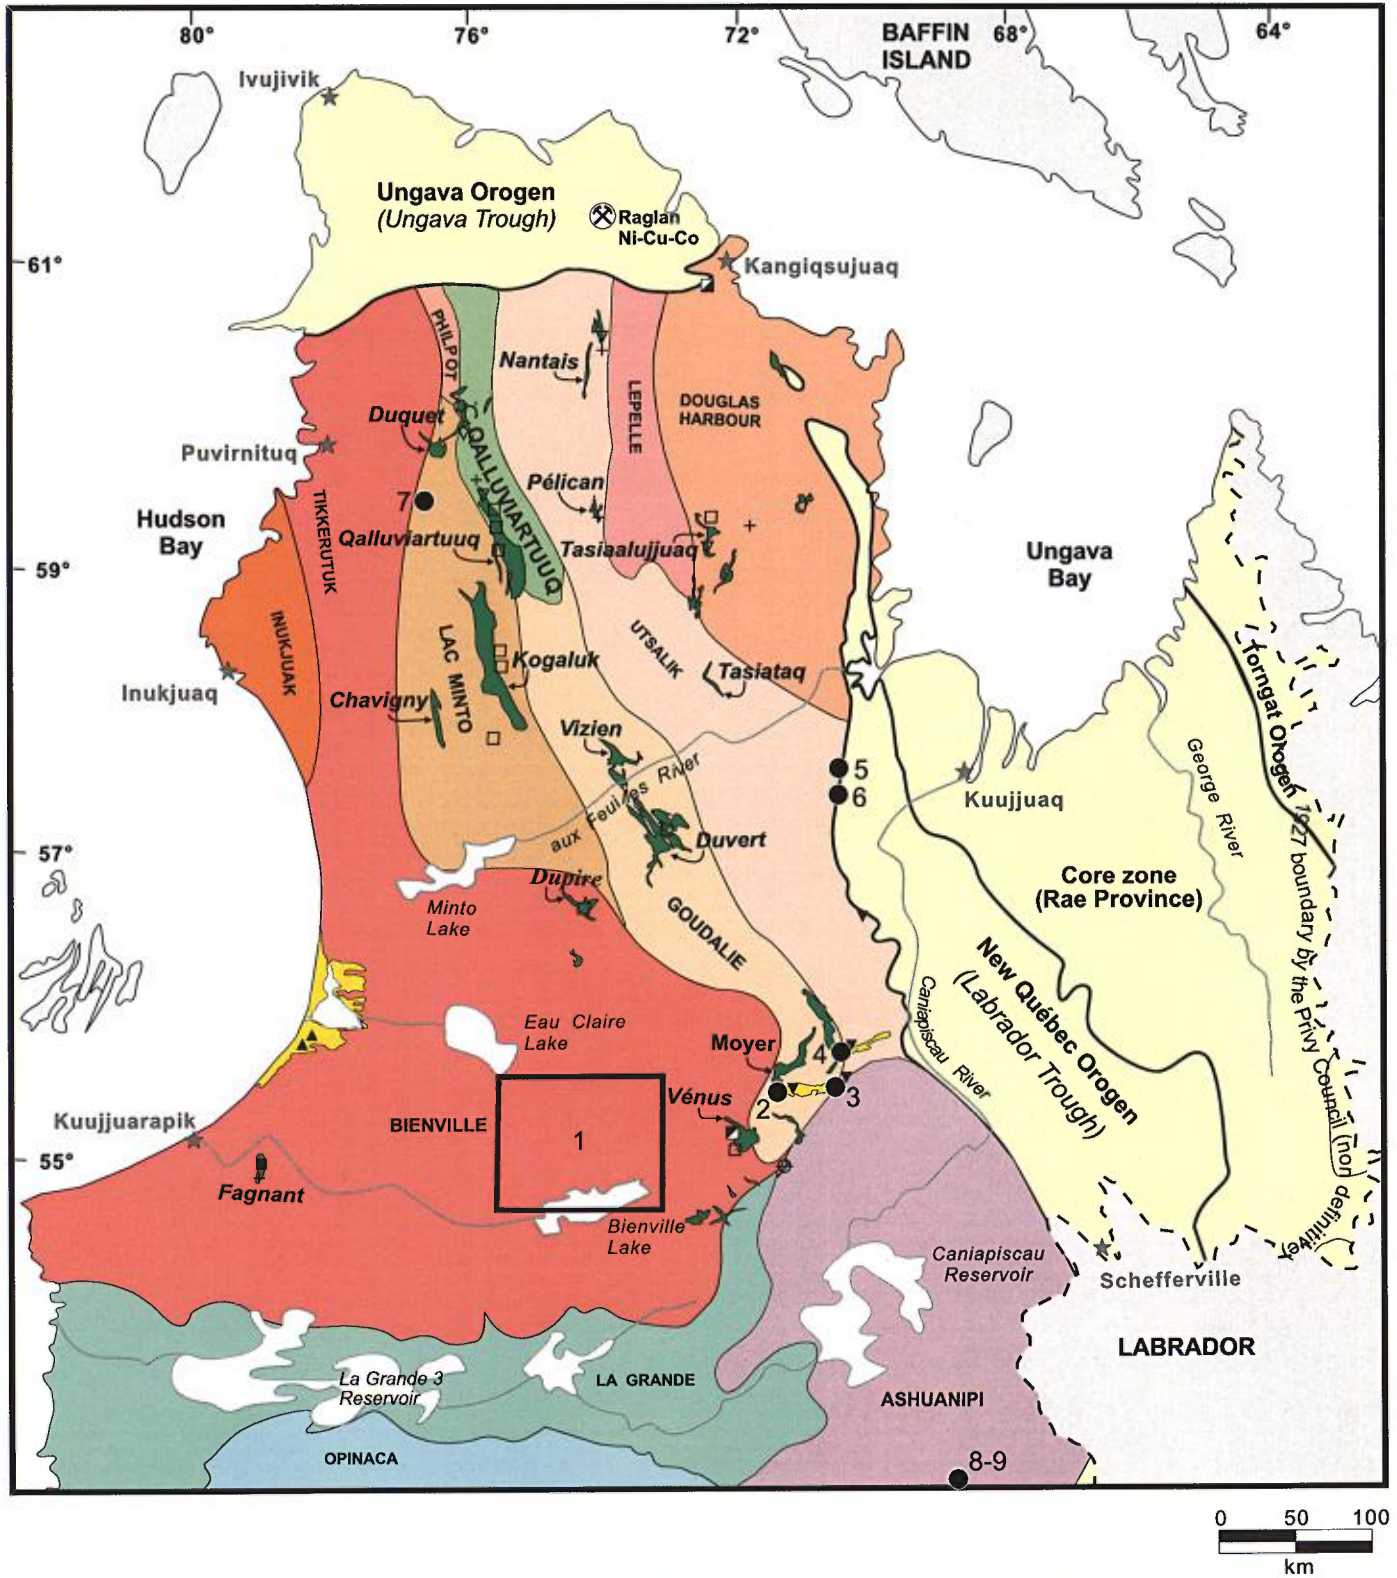 80°
76°
72°
68°
64°
BAFFIN
ISLAND
Ivujivik
Ungava Orogen
(Ungava Trough)
Raglan
Ni-Cu-Co
61°
Kangiqsujuaq
PHILPOT
Nantais
LEPELLE
DOUGLAS
HARBOUR
Duquet
QALLUVIARTUUQ
Puvirnituq
Pélican
7
TIKKERUTUK
Hudson
Bay
Qalluviartuuq
Tasiaalujjuaq
Ungava
Bay
59°
INUKJUAK
LAC MINTO
UTSALIK
Kogaluk
Tasiataq
Inukjuaq
Chavigny
Vizien
Torngat Orogen
George River
5
6
Kuujjuaq
aux Feuilles River
Duvert
57°
Core zone
(Rae Province)
1927 boundary by the Privy Council (non definitive)
Dupire
Minto
Lake
GOUDALIE
New Québec Orogen
(Labrador Trough)
Caniapiscau River
Eau Claire
Lake
Moyer
4
Vénus
2
3
Kuujjuarapik
BIENVILLE
1
55°
Fagnant
Bienville
Lake
Caniapiscau
Reservoir
Schefferville
LABRADOR
La Grande 3
Reservoir
LA GRANDE
ASHUANIPI
OPINACA
8-9
0 50 100
km